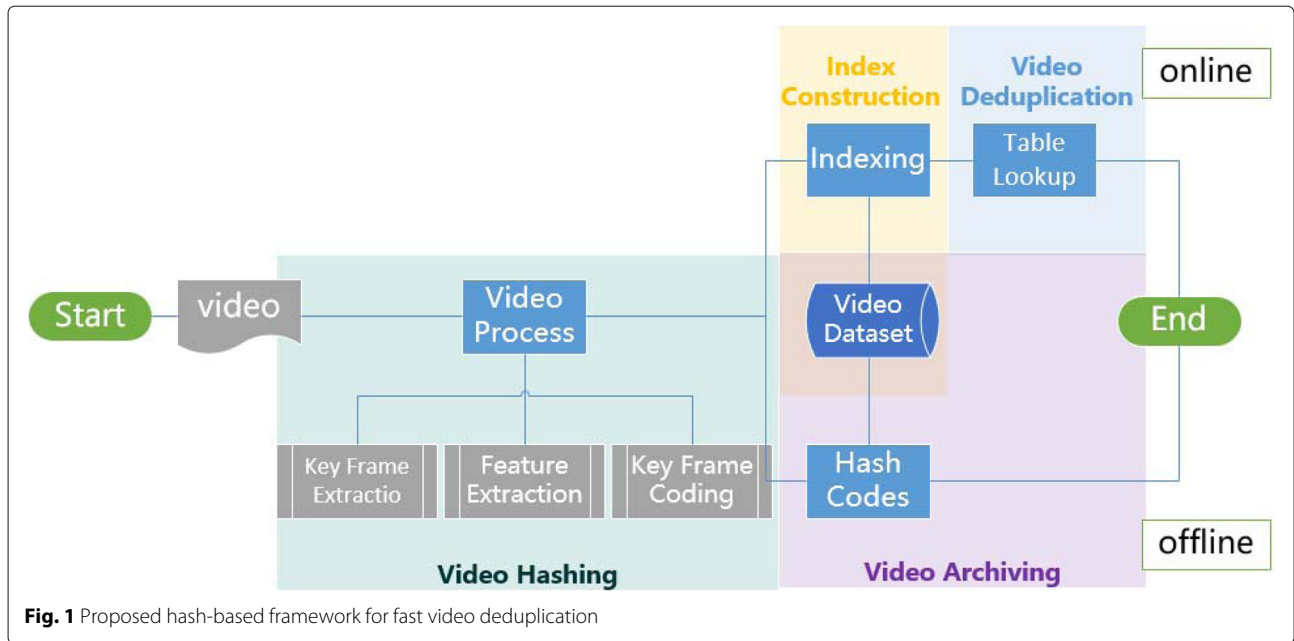 Index
Construction
Video
Deduplication
online
Indexing
Table
Lookup
Start
video
Video
Process
Video
Dataset
End
Key Frame
Extractio
Feature
Extraction
Key Frame
Coding
Hash
Codes
offline
Video Hashing
Video Archiving
Fig. 1 Proposed hash-based framework for fast video deduplication